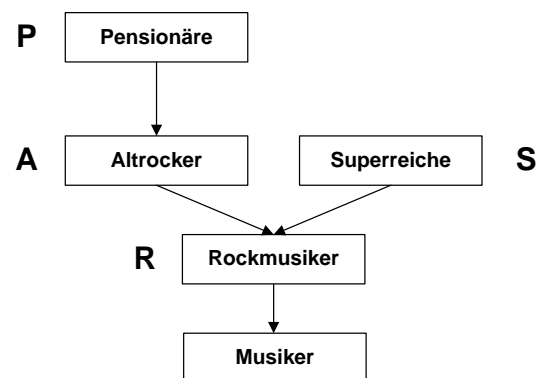 P Pensionäre
A Altrocker Superreiche S
R Rockmusiker
Musiker